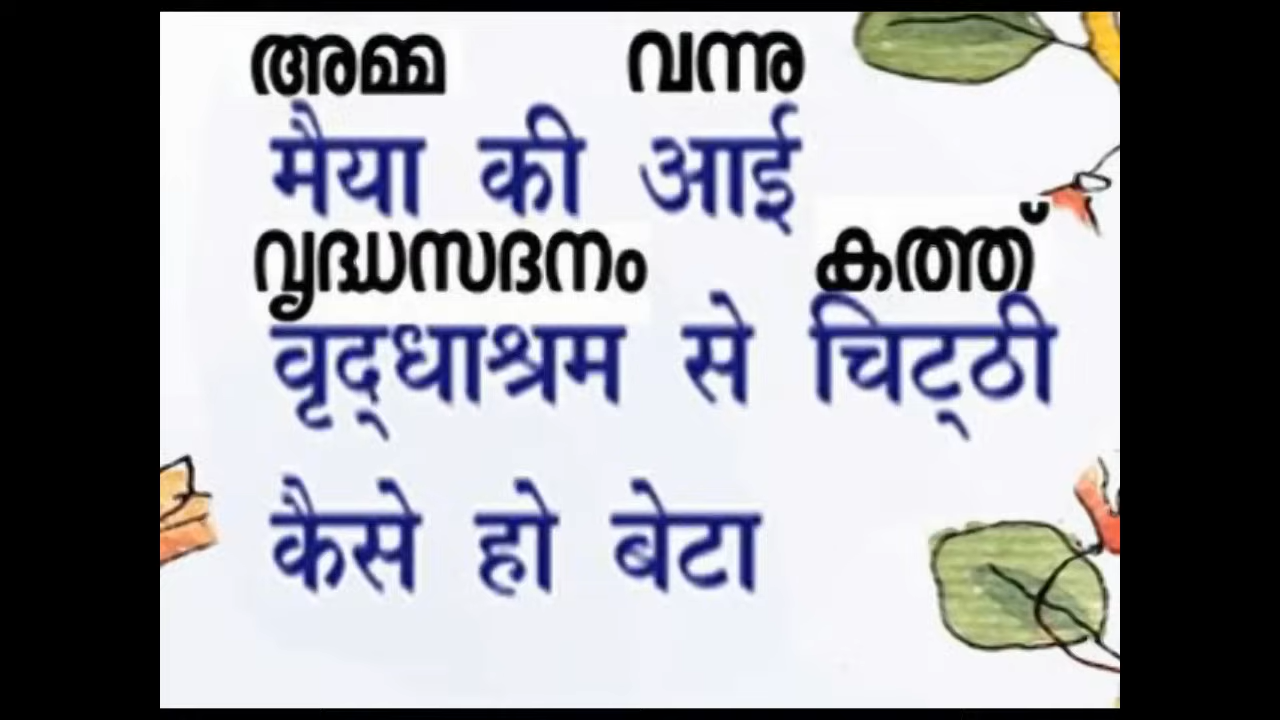 അമ്മ വന്നു
मैया की आई
വൃദ്ധസദനം കത്ത്
वृद्‌धाश्रम से चिट्‌ठी
कैसे हो बेटा